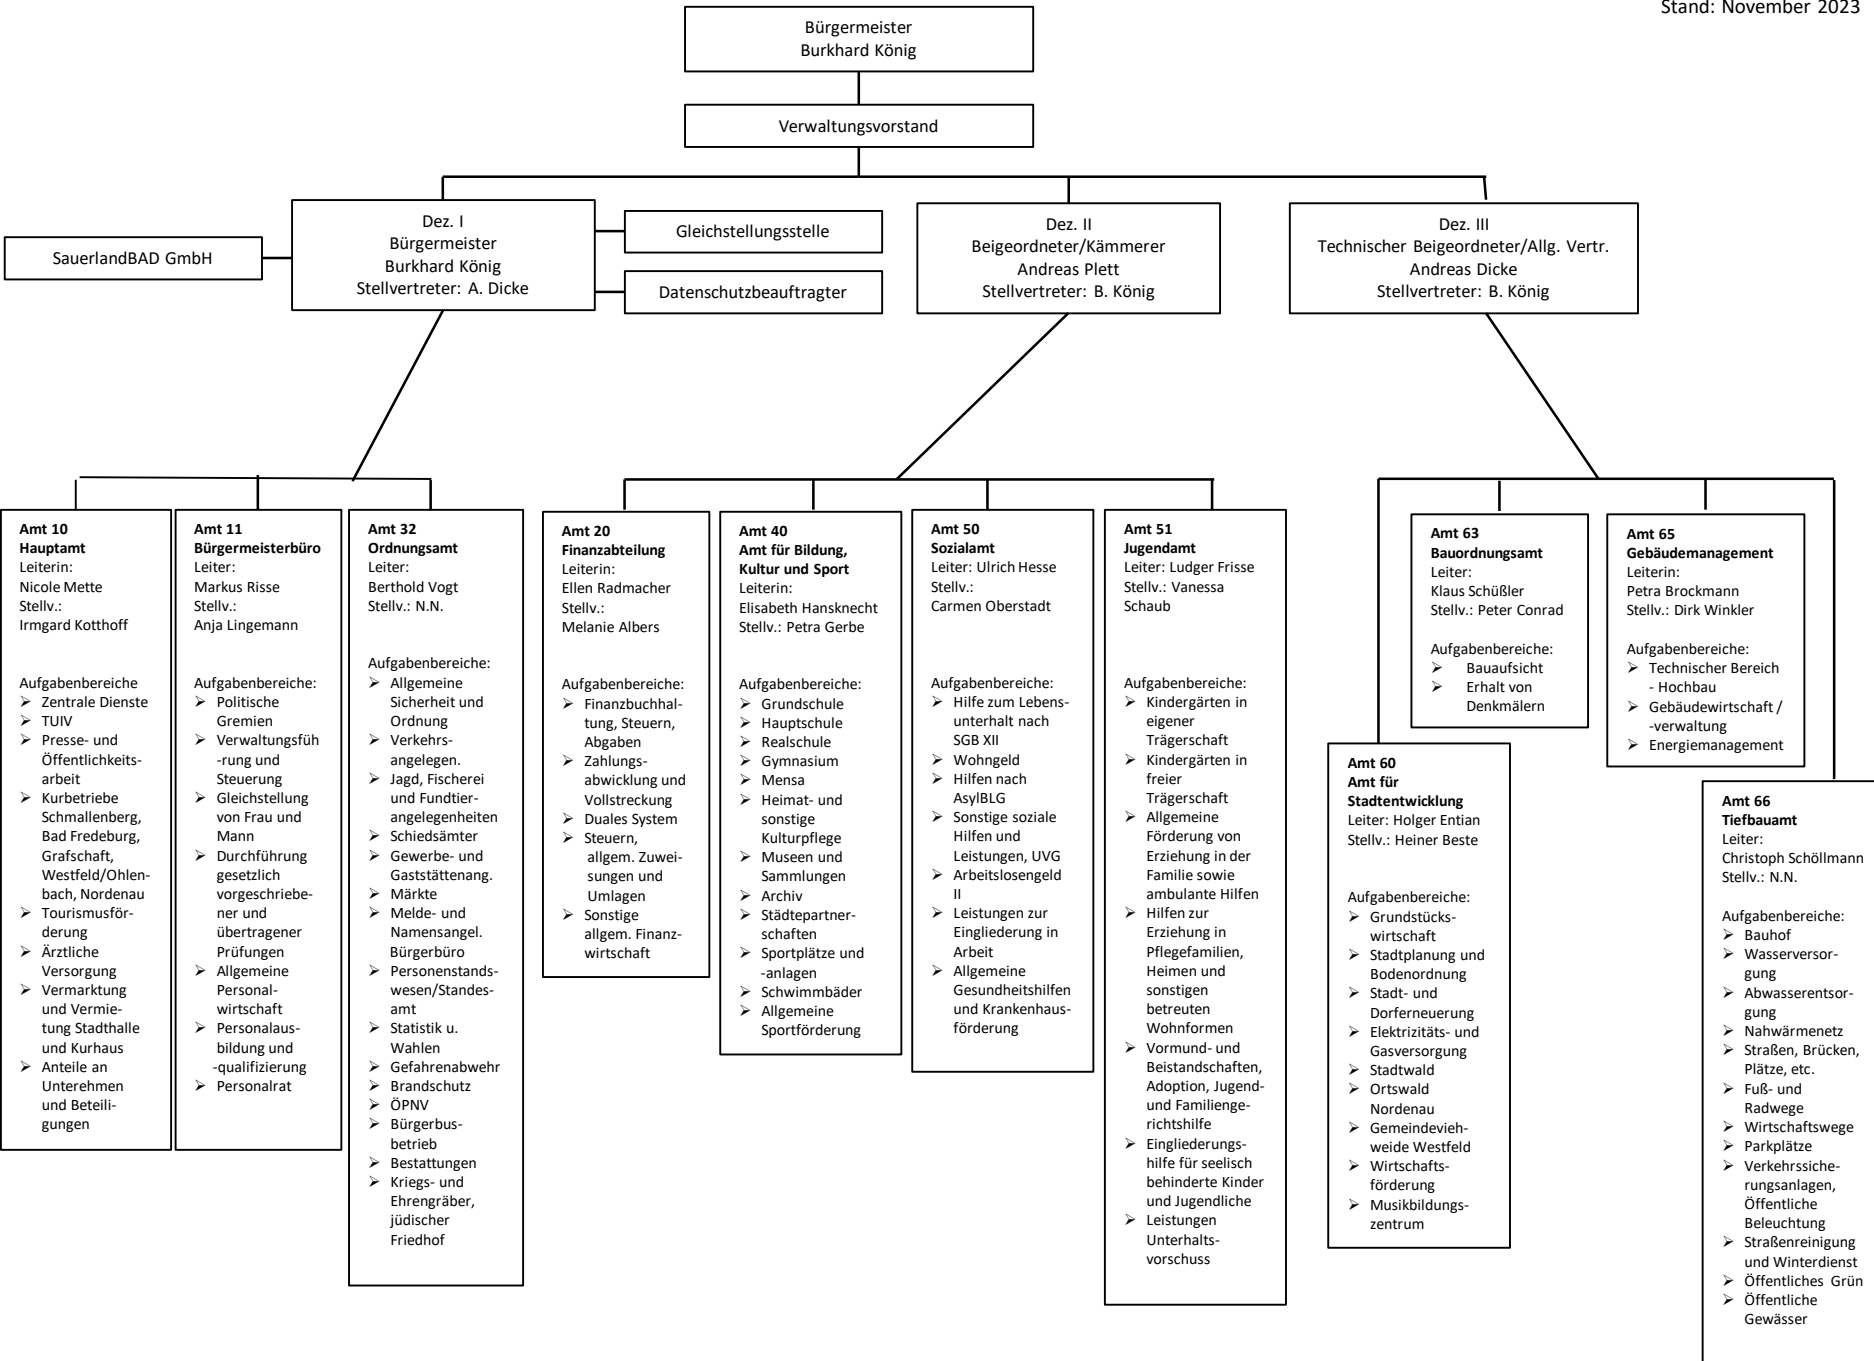 Stand: November 2023
Bürgermeister
Burkhard König
Verwaltungsvorstand
SauerlandBAD GmbH
Dez. I
Bürgermeister
Burkhard König
Stellvertreter: A. Dicke
Gleichstellungsstelle
Datenschutzbeauftragter
Dez. II
Beigeordneter/Kämmerer
Andreas Plett
Stellvertreter: B. König
Dez. III
Technischer Beigeordneter/Allg. Vertr.
Andreas Dicke
Stellvertreter: B. König
Amt 10
Hauptamt
Leiterin:
Nicole Mette
Stellv.:
Irmgard Kotthoff
Aufgabenbereiche
➢ Zentrale Dienste
➢ TUIV
➢ Presse- und
Öffentlichkeits-
arbeit
➢ Kurbetriebe
Schmallenberg,
Bad Fredeburg,
Grafschaft,
Westfeld/Ohlen-
bach, Nordenau
➢ Tourismusför-
derung
➢ Ärztliche
Versorgung
➢ Vermarktung
und Vermie-
tung Stadthalle
und Kurhaus
➢ Anteile an
Unterehmen
und Beteili-
gungen
Amt 11
Bürgermeisterbüro
Leiter:
Markus Risse
Stellv.:
Anja Lingemann
Aufgabenbereiche:
➢ Politische
Gremien
➢ Verwaltungsfüh
-rung und
Steuerung
➢ Gleichstellung
von Frau und
Mann
➢ Durchführung
gesetzlich
vorgeschriebe-
ner und
übertragener
Prüfungen
➢ Allgemeine
Personal-
wirtschaft
➢ Personalaus-
bildung und
-qualifizierung
➢ Personalrat
Amt 32
Ordnungsamt
Leiter:
Berthold Vogt
Stellv.: N.N.
Aufgabenbereiche:
➢ Allgemeine
Sicherheit und
Ordnung
➢ Verkehrs-
angelegen.
➢ Jagd, Fischerei
und Fundtier-
angelegenheiten
➢ Schiedsämter
➢ Gewerbe- und
Gaststättenang.
➢ Märkte
➢ Melde- und
Namensangel.
Bürgerbüro
➢ Personenstands-
wesen/Standes-
amt
➢ Statistik u.
Wahlen
➢ Gefahrenabwehr
➢ Brandschutz
➢ ÖPNV
➢ Bürgerbus-
betrieb
➢ Bestattungen
➢ Kriegs- und
Ehrengräber,
jüdischer
Friedhof
Amt 20
Finanzabteilung
Leiterin:
Ellen Radmacher
Stellv.:
Melanie Albers
Aufgabenbereiche:
➢ Finanzbuchhal-
tung, Steuern,
Abgaben
➢ Zahlungs-
abwicklung und
Vollstreckung
➢ Duales System
➢ Steuern,
allgem. Zuwei-
sungen und
Umlagen
➢ Sonstige
allgem. Finanz-
wirtschaft
Amt 40
Amt für Bildung,
Kultur und Sport
Leiterin:
Elisabeth Hansknecht
Stellv.: Petra Gerbe
Aufgabenbereiche:
➢ Grundschule
➢ Hauptschule
➢ Realschule
➢ Gymnasium
➢ Mensa
➢ Heimat- und
sonstige
Kulturpflege
➢ Museen und
Sammlungen
➢ Archiv
➢ Städtepartner-
schaften
➢ Sportplätze und
-anlagen
➢ Schwimmbäder
➢ Allgemeine
Sportförderung
Amt 50
Sozialamt
Leiter: Ulrich Hesse
Stellv.:
Carmen Oberstadt
Aufgabenbereiche:
➢ Hilfe zum Lebens-
unterhalt nach
SGB XII
➢ Wohngeld
➢ Hilfen nach
AsylBLG
➢ Sonstige soziale
Hilfen und
Leistungen, UVG
➢ Arbeitslosengeld
II
➢ Leistungen zur
Eingliederung in
Arbeit
➢ Allgemeine
Gesundheitshilfen
und Krankenhaus-
förderung
Amt 51
Jugendamt
Leiter: Ludger Frisse
Stellv.: Vanessa
Schaub
Aufgabenbereiche:
➢ Kindergärten in
eigener
Trägerschaft
➢ Kindergärten in
freier
Trägerschaft
➢ Allgemeine
Förderung von
Erziehung in der
Familie sowie
ambulante Hilfen
➢ Hilfen zur
Erziehung in
Pflegefamilien,
Heimen und
sonstigen
betreuten
Wohnformen
➢ Vormund- und
Beistandschaften,
Adoption, Jugend-
und Familienge-
richtshilfe
➢ Eingliederungs-
hilfe für seelisch
behinderte Kinder
und Jugendliche
➢ Leistungen
Unterhalts-
vorschuss
Amt 63
Bauordnungsamt
Leiter:
Klaus Schüßler
Stellv.: Peter Conrad
Aufgabenbereiche:
➢ Bauaufsicht
➢ Erhalt von
Denkmälern
Amt 65
Gebäudemanagement
Leiterin:
Petra Brockmann
Stellv.: Dirk Winkler
Aufgabenbereiche:
➢ Technischer Bereich
- Hochbau
➢ Gebäudewirtschaft /
-verwaltung
➢ Energiemanagement
Amt 60
Amt für
Stadtentwicklung
Leiter: Holger Entian
Stellv.: Heiner Beste
Aufgabenbereiche:
➢ Grundstücks-
wirtschaft
➢ Stadtplanung und
Bodenordnung
➢ Stadt- und
Dorferneuerung
➢ Elektrizitäts- und
Gasversorgung
➢ Stadtwald
➢ Ortswald
Nordenau
➢ Gemeindevieh-
weide Westfeld
➢ Wirtschafts-
förderung
➢ Musikbildungs-
zentrum
Amt 66
Tiefbauamt
Leiter:
Christoph Schöllmann
Stellv.: N.N.
Aufgabenbereiche:
➢ Bauhof
➢ Wasserversor-
gung
➢ Abwasserentsor-
gung
➢ Nahwärmenetz
➢ Straßen, Brücken,
Plätze, etc.
➢ Fuß- und
Radwege
➢ Wirtschaftswege
➢ Parkplätze
➢ Verkehrssiche-
rungsanlagen,
Öffentliche
Beleuchtung
➢ Straßenreinigung
und Winterdienst
➢ Öffentliches Grün
➢ Öffentliche
Gewässer